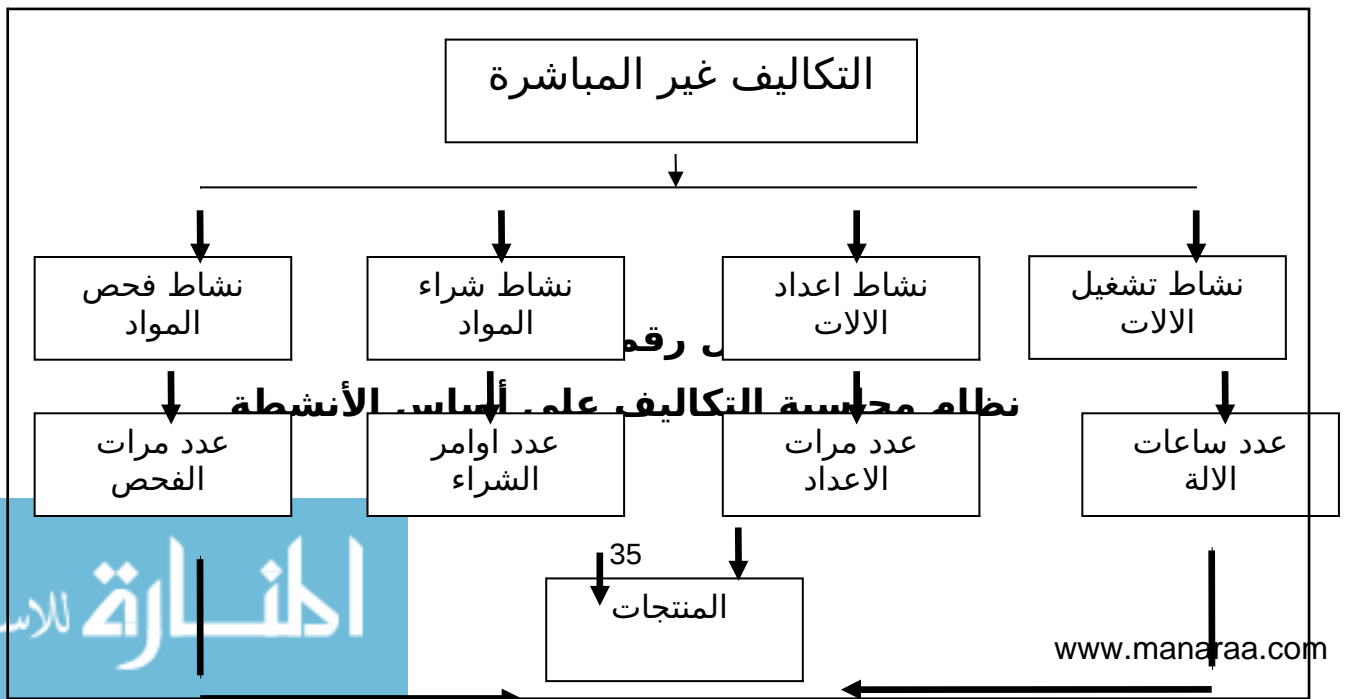 التكاليف غير المباشرة
نشاط تشغيل
الالات
نشاط اعداد
الالات
نشاط شراء
المواد
نشاط فحص
المواد
رقم
نظام محاسبة التكاليف على أساس الأنشطة
عدد ساعات
الالة
عدد مرات
الاعداد
عدد اوامر
الشراء
عدد مرات
الفحص
35
المنتجات
المنارة
www.manaraa.com